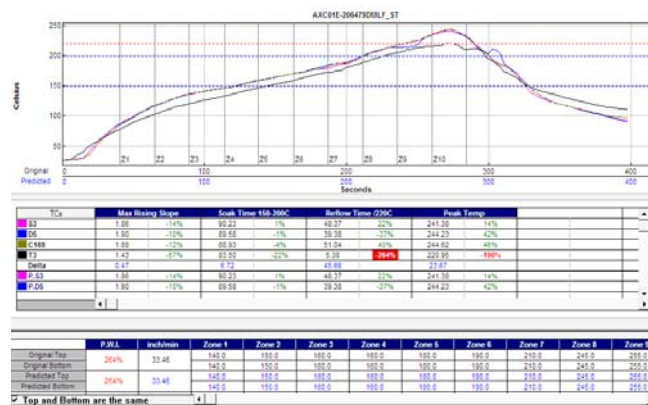 AXC01E-206479DMLF_ST
250
200
150
100
50
Celsius
Z1 Z2 Z3 Z4 Z5 Z6 Z7 Z8 Z9 Z10
Original 0 100 200 300 400
Predicted
Seconds
TCs Max Rising Slope Soak Time 150-200C Reflow Time /220C Peak Temp
S3 1.86 -14% 90.23 1% 48.37 22% 241.38 14%
D5 1.90 -10% 89.58 -1% 39.38 -37% 244.23 42%
C168 1.88 -12% 88.93 -4% 51.04 40% 244.62 46%
T3 1.43 -57% 83.50 -22% 5.38 -264% 220.95 -190%
Delta 0.47 6.72 45.66 23.67
P.S3 1.86 -14% 90.23 1% 48.37 22% 241.38 14%
P.D5 1.90 -10% 89.58 -1% 39.38 -37% 244.23 42%
P.W.I. inch/min Zone 1 Zone 2 Zone 3 Zone 4 Zone 5 Zone 6 Zone 7 Zone 8 Zone 9
Original Top 264% 33.46 140.0 150.0 160.0 160.0 180.0 190.0 210.0 245.0 255.0
Original Bottom 140.0 150.0 160.0 160.0 180.0 190.0 210.0 245.0 255.0
Predicted Top 264% 33.46 140.0 150.0 160.0 160.0 180.0 190.0 210.0 245.0 255.0
Predicted Bottom 140.0 150.0 160.0 160.0 180.0 190.0 210.0 245.0 255.0
Top and Bottom are the same